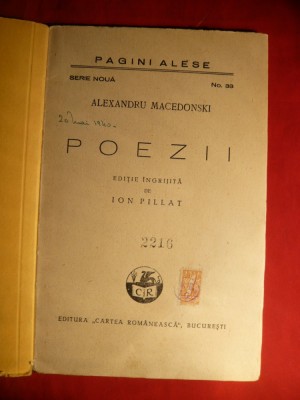 PAGINI ALESE
SERIE NOUĂ No. 39
ALEXANDRU MACEDONSKI
POEZII
EDIȚIE ÎNGRIJITĂ
DE
ION PILLAT
2216
C R
EDITURA „CARTEA ROMÂNEASCĂ", BUCUREȘTI